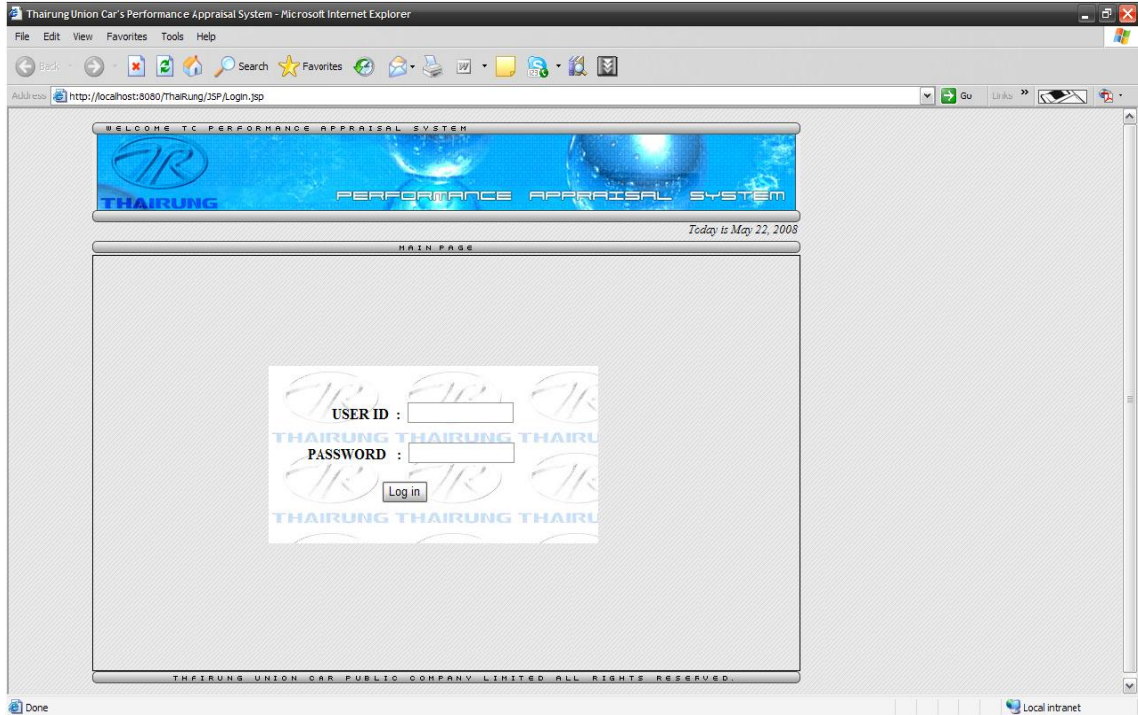 Thairung Union Car's Performance Appraisal System - Microsoft Internet Explorer
File Edit View Favorites Tools Help
Back Search Favorites
Address http://localhost:8080/ThaiRung/JSP/Login.jsp Go Links »
WELCOME TO PERFORMANCE APPRAISAL SYSTEM
TR
THAIRUNG
PERFORMANCE APPRAISAL SYSTEM
Today is May 22, 2008
MAIN PAGE
USER ID :
THAIRUNG THAIRUNG THAIRU
PASSWORD :
Log in
THAIRUNG THAIRUNG THAIRU
THAIRUNG UNION CAR PUBLIC COMPANY LIMITED ALL RIGHTS RESERVED.
Done Local intranet